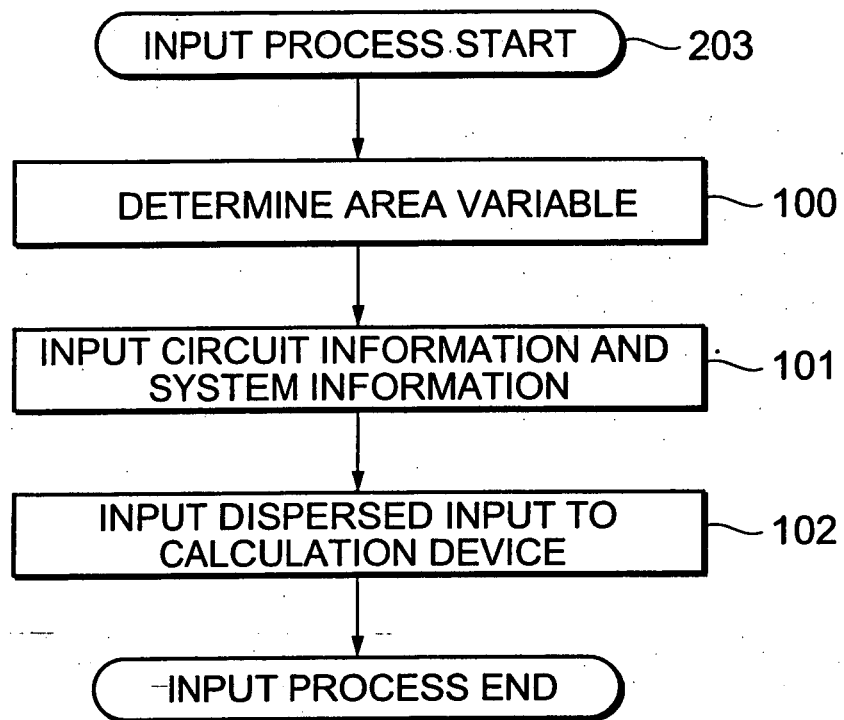 INPUT PROCESS START
203
DETERMINE AREA VARIABLE
100
INPUT CIRCUIT INFORMATION AND
SYSTEM INFORMATION
101
INPUT DISPERSED INPUT TO
CALCULATION DEVICE
102
INPUT PROCESS END